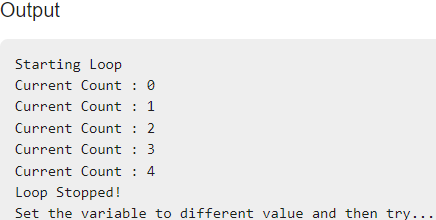 Output
Starting Loop
Current Count : 0
Current Count : 1
Current Count : 2
Current Count : 3
Current Count : 4
Loop Stopped!
Set the variable to different value and then try...